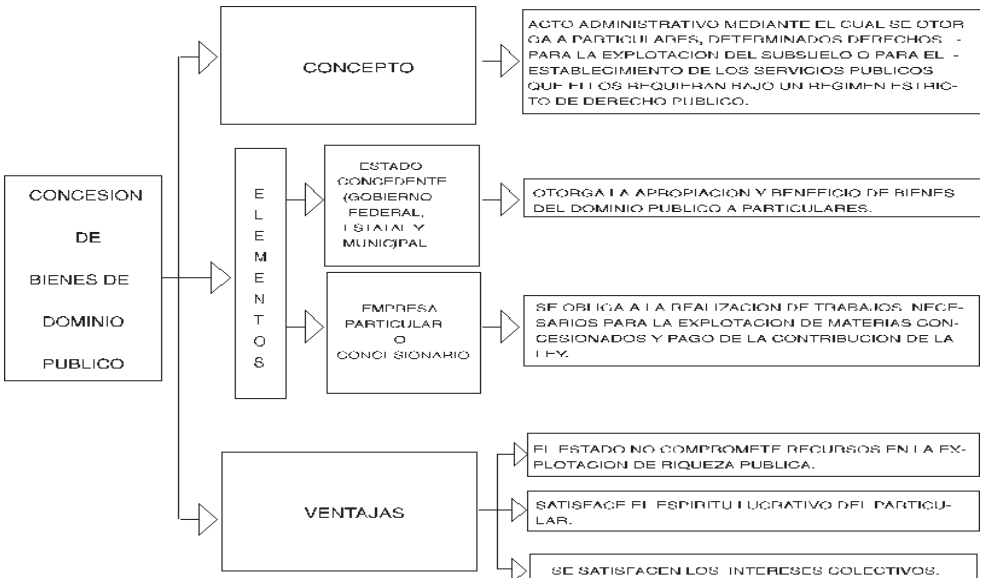 CONCESION
DE
BIENES DE
DOMINIO
PUBLICO
CONCEPTO
ACTO ADMINISTRATIVO MEDIANTE EL CUAL SE OTOR
GA A PARTICULARES, DETERMINADOS DERECHOS -
PARA LA EXPLOTACION DEL SUBSUELO O PARA EL -
ESTABLECIMIENTO DE LOS SERVICIOS PUBLICOS
QUE ELLOS REQUIERAN BAJO UN REGIMEN ESTRIC-
TO DE DERECHO PUBLICO.
ELEMENTOS
ESTADO
CONCEDENTE
(GOBIERNO
FEDERAL,
ESTATAL Y
MUNICIPAL
OTORGA LA APROPIACION Y BENEFICIO DE BIENES
DEL DOMINIO PUBLICO A PARTICULARES.
EMPRESA
PARTICULAR
O
CONCESIONARIO
SE OBLIGA A LA REALIZACION DE TRABAJOS NECE-
SARIOS PARA LA EXPLOTACION DE MATERIAS CON-
CESIONADOS Y PAGO DE LA CONTRIBUCION DE LA
LEY.
VENTAJAS
EL ESTADO NO COMPROMETE RECURSOS EN LA EX-
PLOTACION DE RIQUEZA PUBLICA.
SATISFACE EL ESPIRITU LUCRATIVO DEL PARTICU-
LAR.
SE SATISFACEN LOS INTERESES COLECTIVOS.